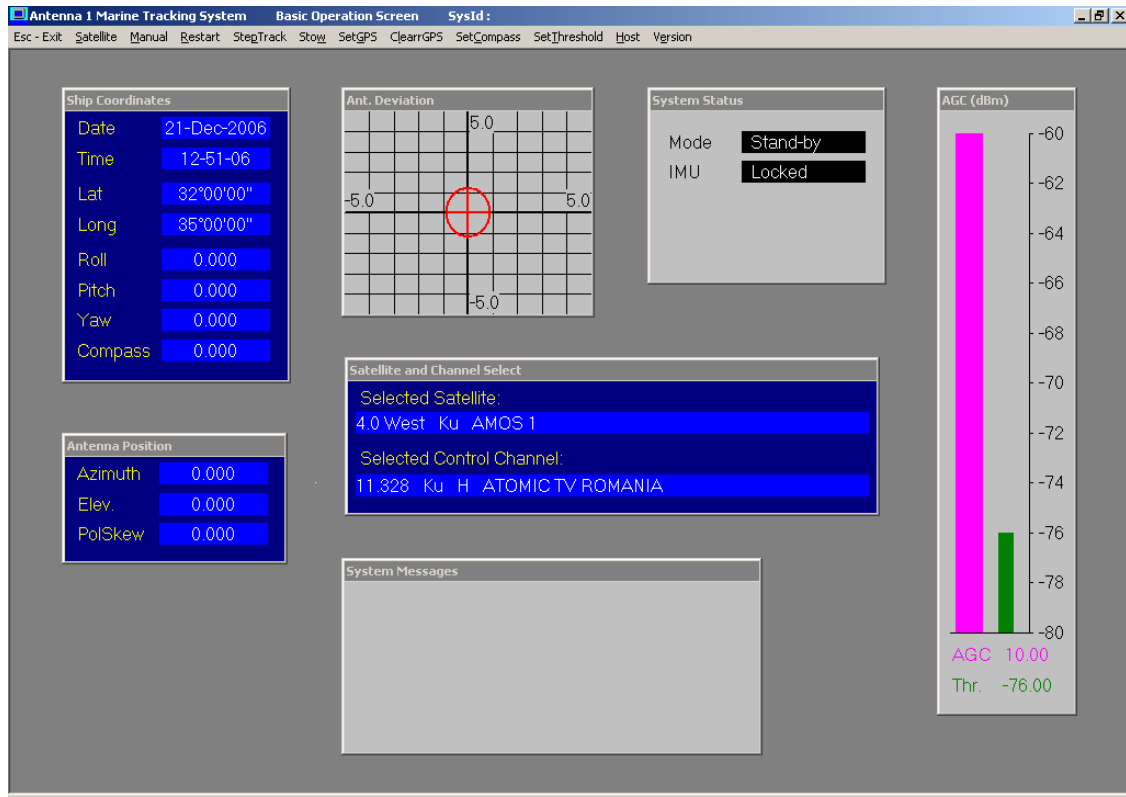 Antenna 1 Marine Tracking System Basic Operation Screen SysId :
Esc - Exit Satellite Manual Restart StepTrack Stow SetGPS ClearrGPS SetCompass SetThreshold Host Version
Ship Coordinates
Date 21-Dec-2006
Time 12-51-06
Lat 32°00'00"
Long 35°00'00"
Roll 0.000
Pitch 0.000
Yaw 0.000
Compass 0.000
Ant. Deviation
5.0
-5.0 5.0
-5.0
System Status
Mode Stand-by
IMU Locked
AGC (dBm)
-60
-62
-64
-66
-68
-70
-72
-74
-76
-78
-80
AGC 10.00
Thr. -76.00
Satellite and Channel Select
Selected Satellite:
4.0 West Ku AMOS 1
Selected Control Channel:
11.328 Ku H ATOMIC TV ROMANIA
Antenna Position
Azimuth 0.000
Elev. 0.000
PolSkew 0.000
System Messages